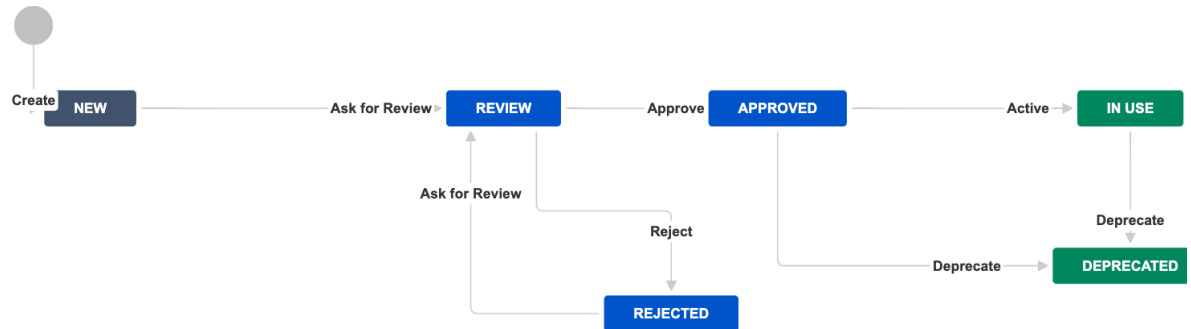 Create
NEW
Ask for Review
REVIEW
Approve
APPROVED
Active
IN USE
Ask for Review
Reject
Deprecate
Deprecate
DEPRECATED
REJECTED